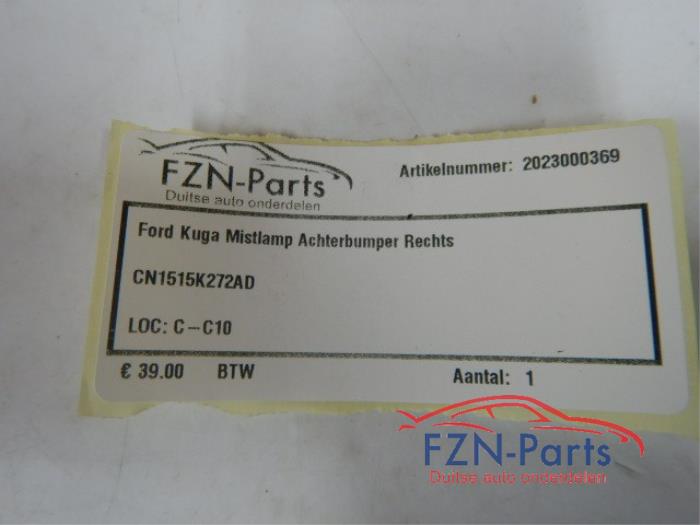 FZN-Parts
Duitse auto onderdelen
Artikelnummer: 2023000369
Ford Kuga Mistlamp Achterbumper Rechts
CN1515K272AD
LOC: C-C10
€ 39.00 BTW
Aantal: 1
FZN-Parts
Duitse auto onderdelen